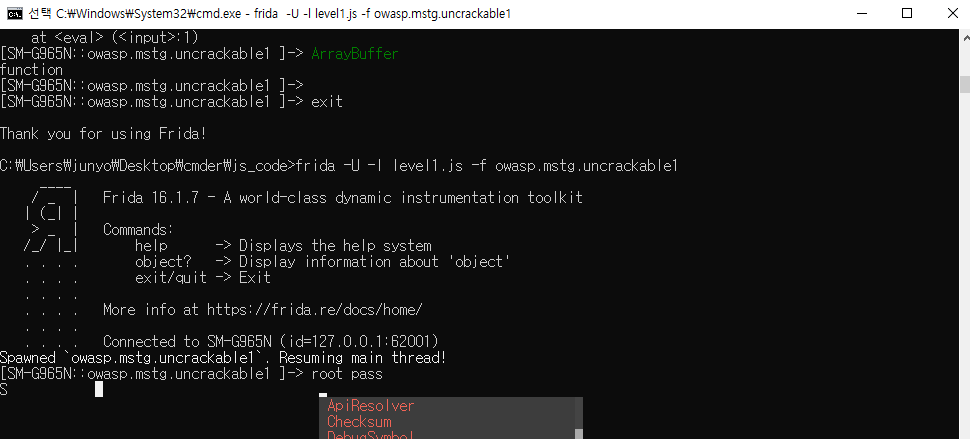 선택 C:₩Windows₩System32₩cmd.exe - frida  -U -l level1.js -f owasp.mstg.uncrackable1
    at <eval> (<input>:1)
[SM-G965N::owasp.mstg.uncrackable1 ]-> ArrayBuffer
function
[SM-G965N::owasp.mstg.uncrackable1 ]->
[SM-G965N::owasp.mstg.uncrackable1 ]-> exit
Thank you for using Frida!
C:₩Users₩junyo₩Desktop₩cmder₩js_code>frida -U -l level1.js -f owasp.mstg.uncrackable1
     ____
    / _  |   Frida 16.1.7 - A world-class dynamic instrumentation toolkit
   | (_| |
    > _  |   Commands:
   /_/ |_|       help      -> Displays the help system
   . . . .       object?   -> Display information about 'object'
   . . . .       exit/quit -> Exit
   . . . .
   . . . .   More info at https://frida.re/docs/home/
   . . . .
   . . . .   Connected to SM-G965N (id=127.0.0.1:62001)
Spawned `owasp.mstg.uncrackable1`. Resuming main thread!
[SM-G965N::owasp.mstg.uncrackable1 ]-> root pass
S
ApiResolver
Checksum
DebugSymbol